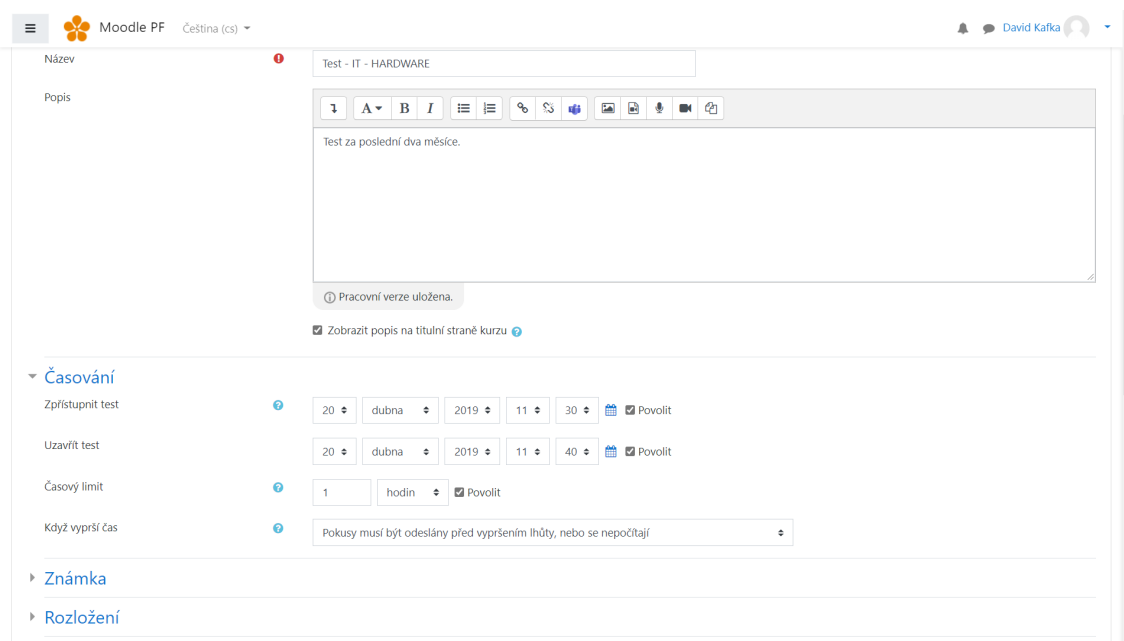 Moodle PF Čeština (cs) David Kafka
Název Test - IT - HARDWARE
Popis
A B I
Test za poslední dva měsíce.
Pracovní verze uložena.
Zobrazit popis na titulní straně kurzu
Časování
Zpřístupnit test 20 dubna 2019 11 30 Povolit
Uzavřít test 20 dubna 2019 11 40 Povolit
Časový limit 1 hodin Povolit
Když vyprší čas Pokusy musí být odeslány před vypršením lhůty, nebo se nepočítají
Známka
Rozložení